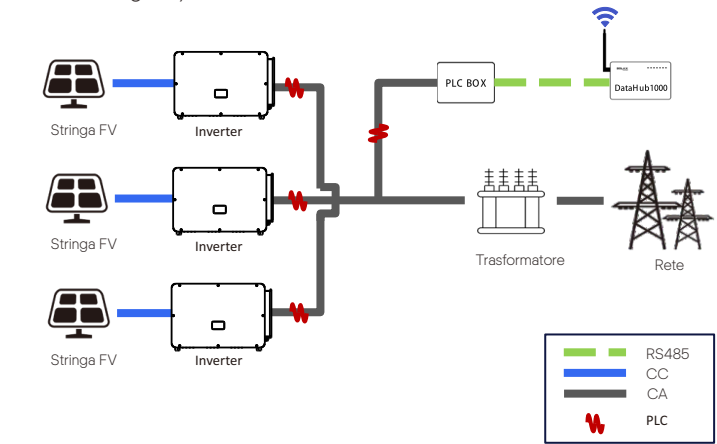 Stringa FV
Inverter
PLC BOX
DataHub1000
Stringa FV
Inverter
Trasformatore
Rete
Stringa FV
Inverter
RS485
CC
CA
PLC